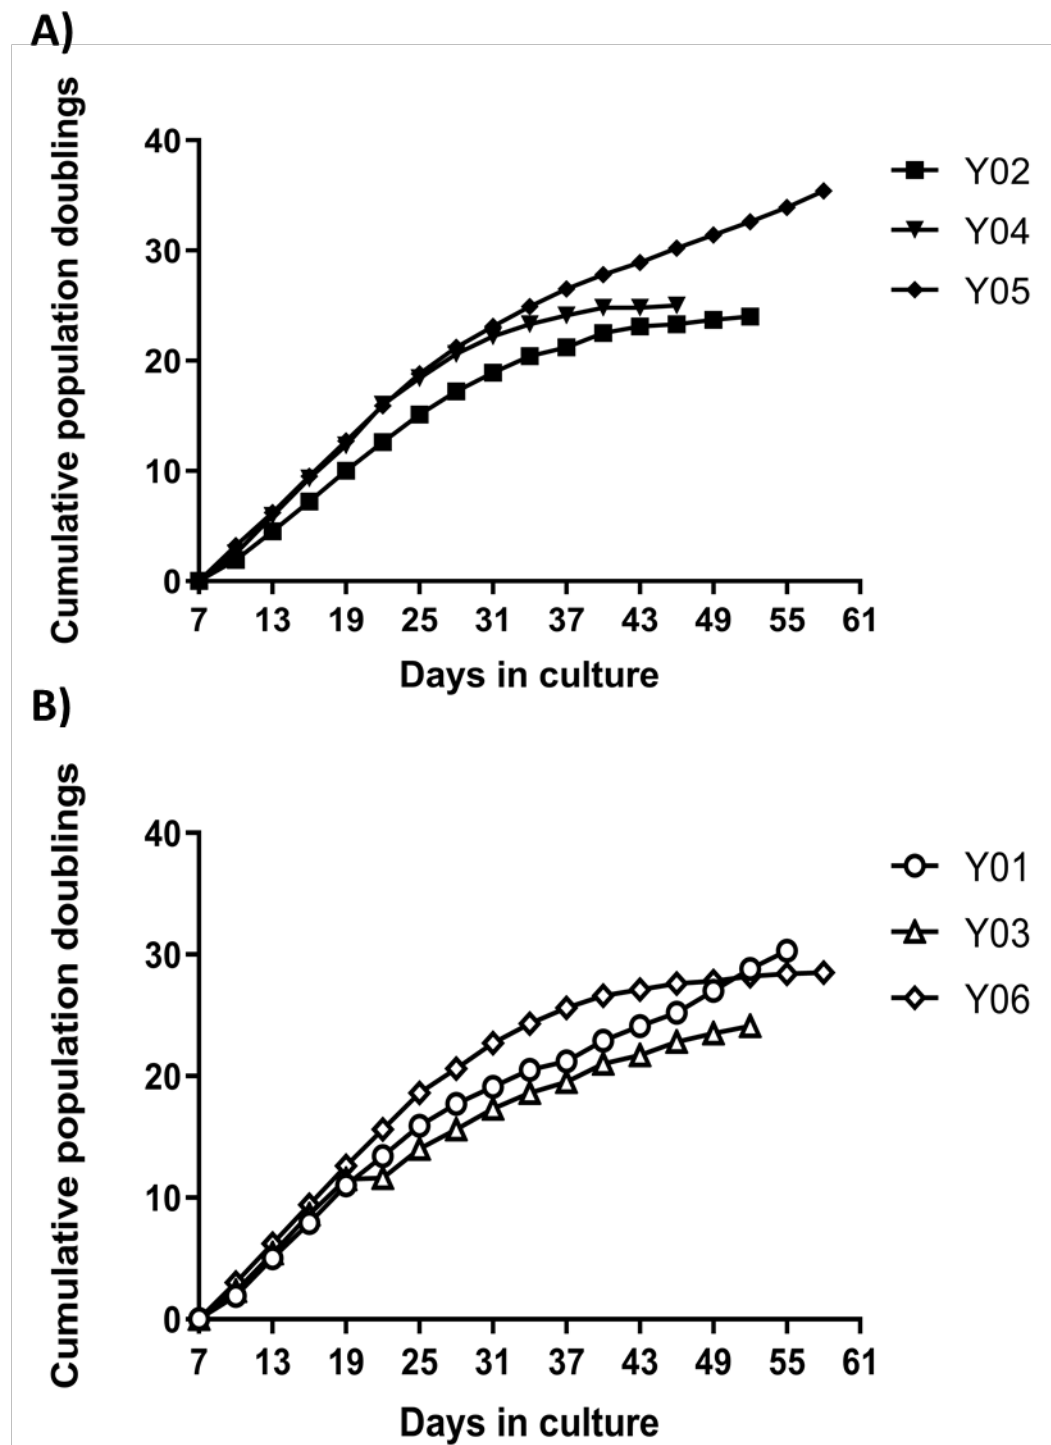 A)
Cumulative population doublings
40
30
20
10
0
7 13 19 25 31 37 43 49 55 61
Days in culture
Y02
Y04
Y05
B)
Cumulative population doublings
40
30
20
10
0
7 13 19 25 31 37 43 49 55 61
Days in culture
Y01
Y03
Y06